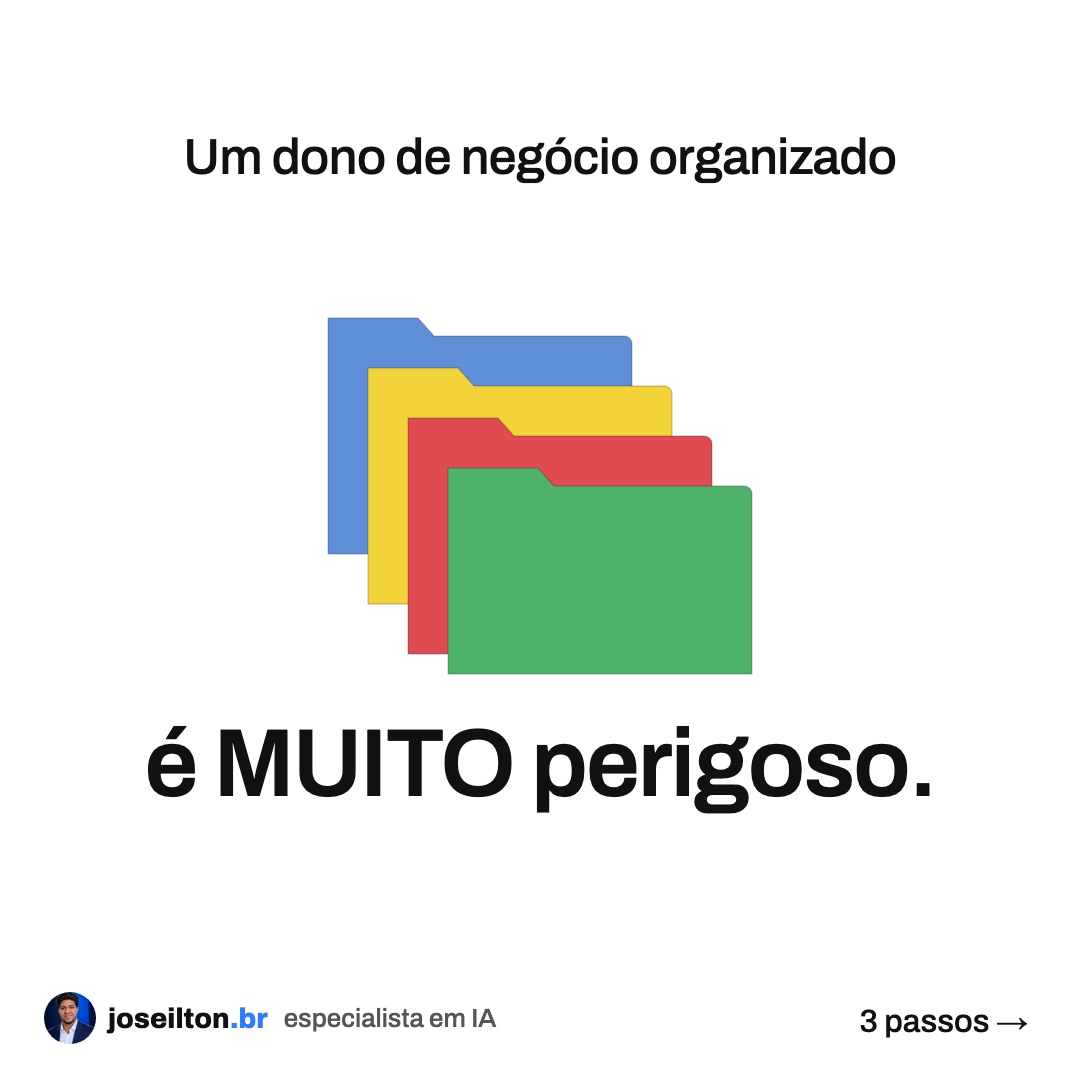 Um dono de negócio organizado
é MUITO perigoso.
joseilton.br especialista em IA
3 passos →